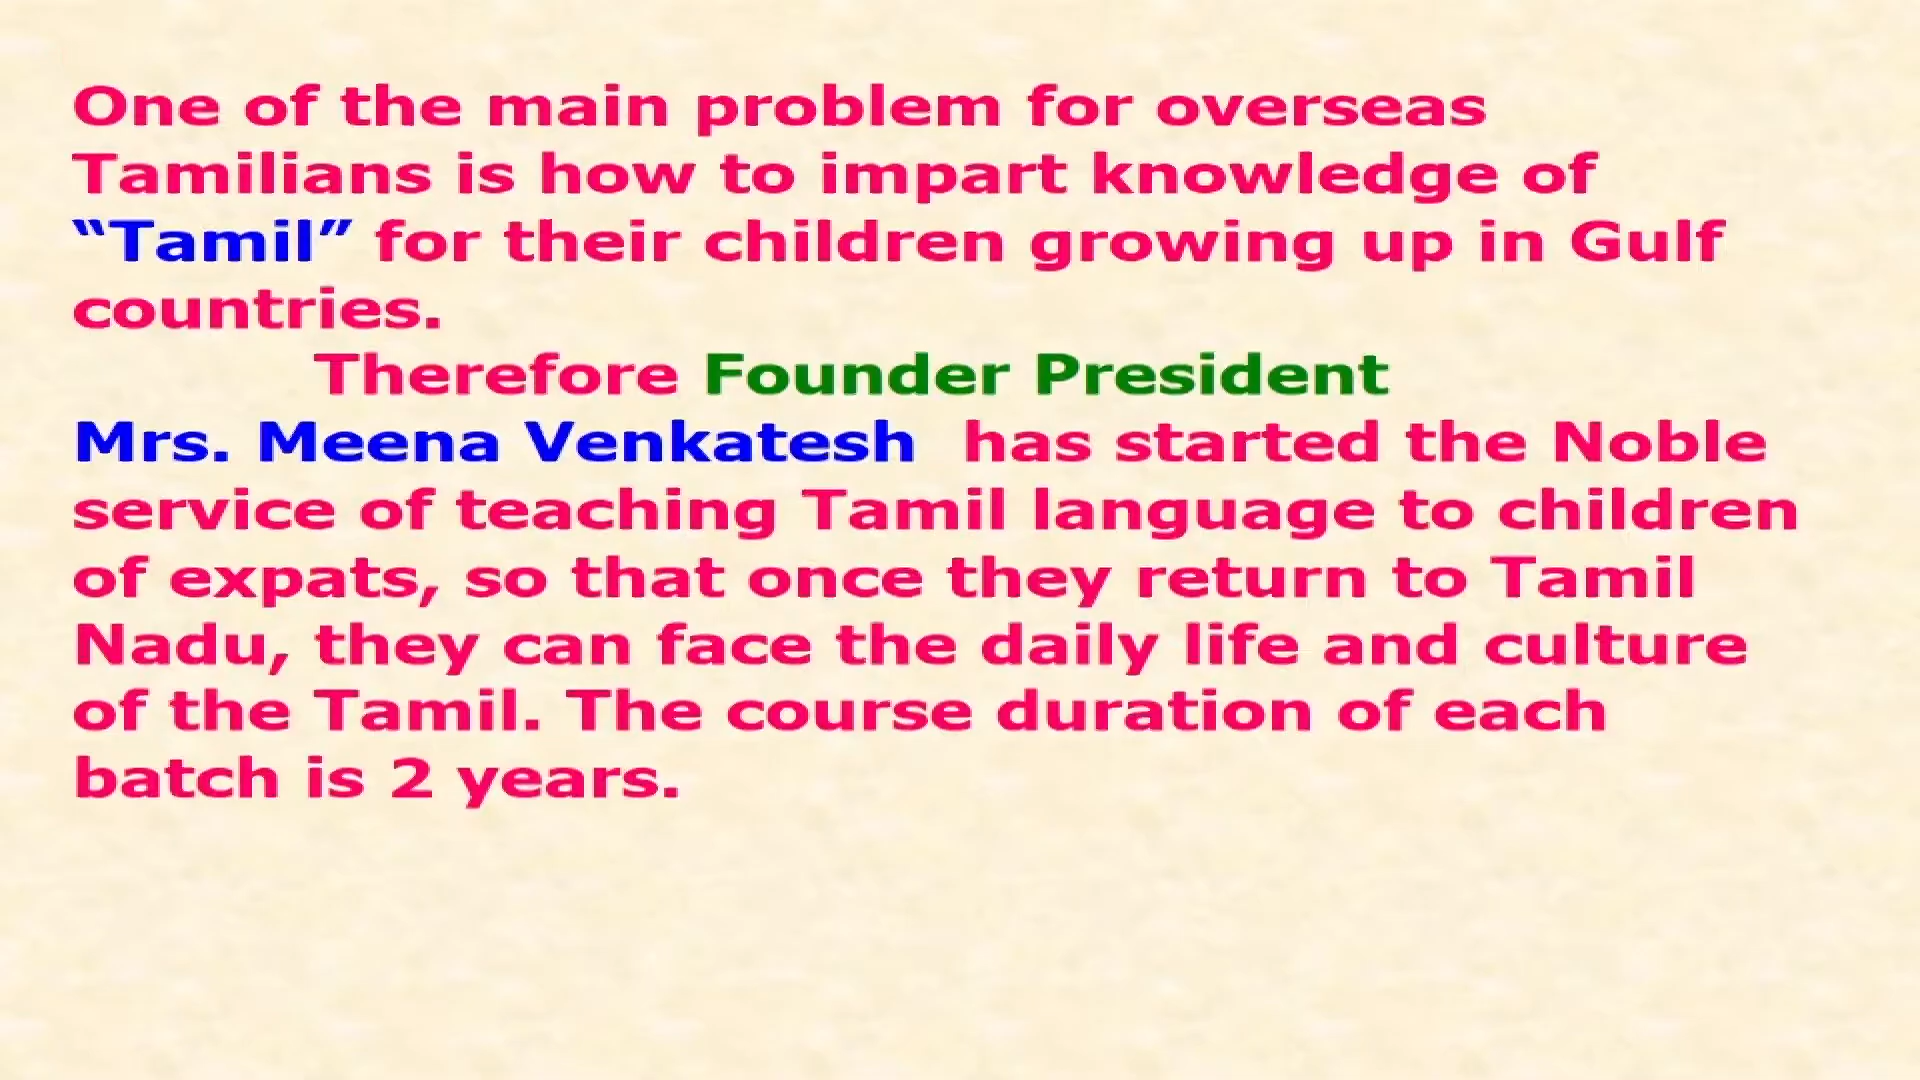 One of the main problem for overseas
Tamilians is how to impart knowledge of
“Tamil” for their children growing up in Gulf
countries.
Therefore Founder President
Mrs. Meena Venkatesh has started the Noble
service of teaching Tamil language to children
of expats, so that once they return to Tamil
Nadu, they can face the daily life and culture
of the Tamil. The course duration of each
batch is 2 years.